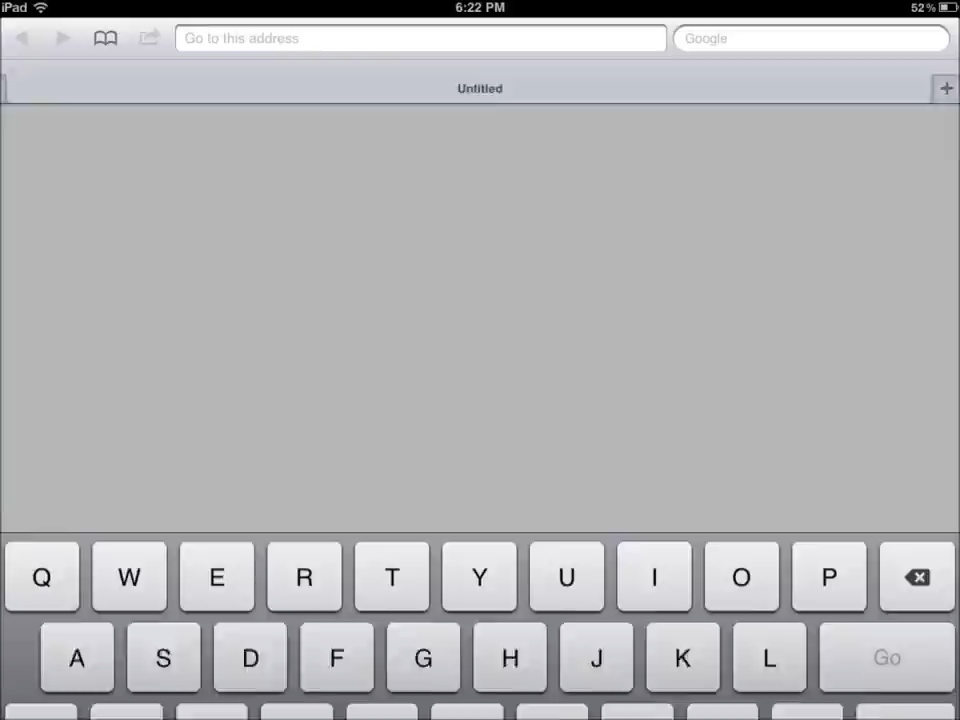 iPad 6:22 PM 52%
Go to this address Google
Untitled
Q W E R T Y U I O P
A S D F G H J K L Go